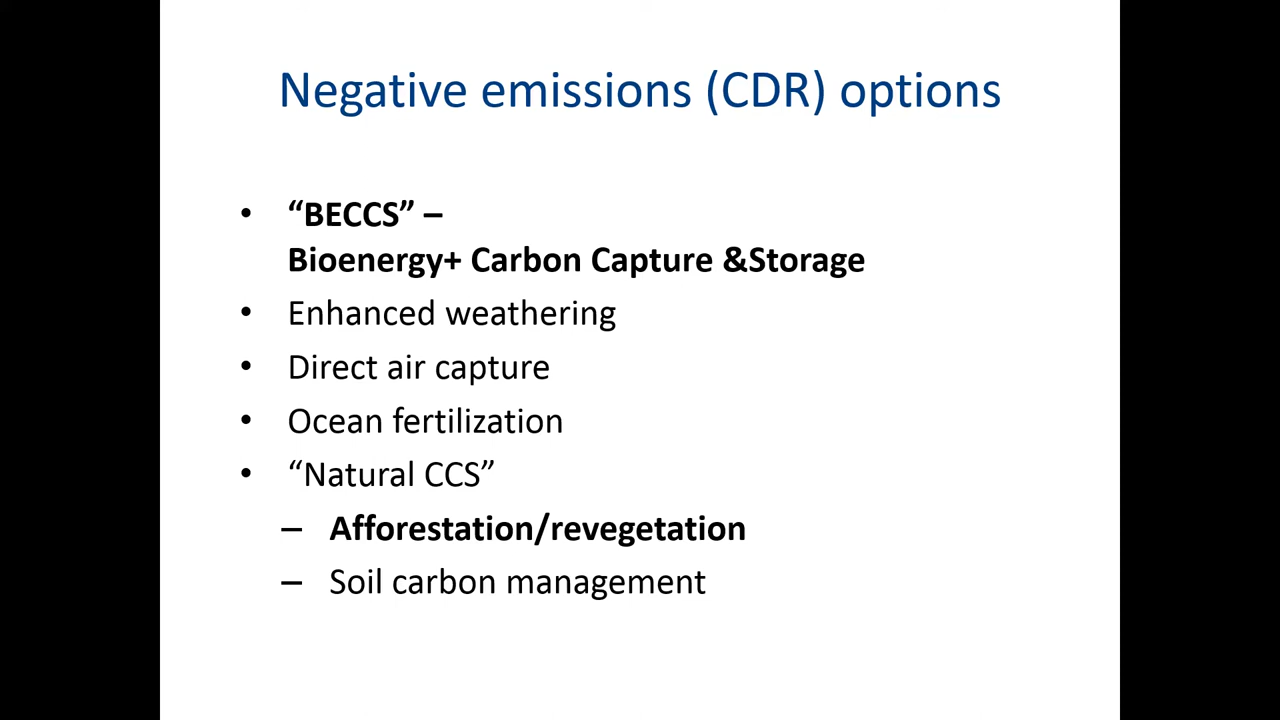 Negative emissions (CDR) options
• “BECCS” –
Bioenergy+ Carbon Capture &Storage
• Enhanced weathering
• Direct air capture
• Ocean fertilization
• “Natural CCS”
– Afforestation/revegetation
– Soil carbon management